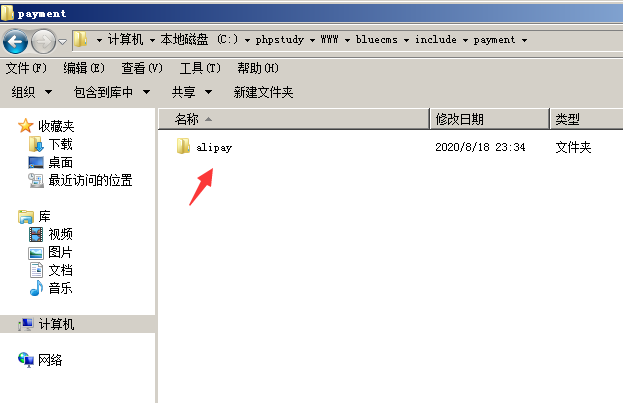 payment
计算机 本地磁盘 (C:) phpstudy WWW bluecms include payment
文件(F) 编辑(E) 查看(V) 工具(T) 帮助(H)
组织 包含到库中 共享 新建文件夹
名称 修改日期 类型
收藏夹
下载
桌面
最近访问的位置
库
视频
图片
文档
音乐
计算机
网络
alipay 2020/8/18 23:34 文件夹